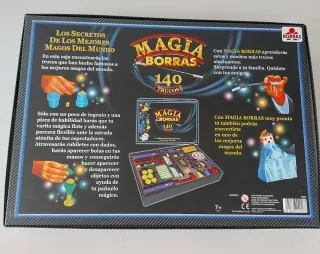 LOS SECRETOS
DE LOS MEJORES
MAGOS DEL MUNDO
En esta caja encontrarás los
trucos que han hecho famosos a
los mejores magos del mundo.
Sólo con un poco de ingenio y una
pizca de habilidad harás que tu
varita mágica flote y además
parezca flexible ante la mirada
atónita de tus espectadores.
Atravesarás cubiletes con dados,
harás aparecer bolas en tus
manos y conseguirás
hacer aparecer
y desaparecer
objetos con
ayuda de
tu pañuelo
mágico.
MAGIA
BORRAS
140
TRUCOS
MAGIA
BORRAS
140
BORRAS
Con MAGIA BORRAS aprenderás
estos y muchos más trucos
alucinantes.
Sorprende a tu familia. Quédate
con tus amigos.
Con MAGIA BORRAS muy pronto
tú también podrás
convertirte
en uno de los
mejores magos
del mundo.
7+